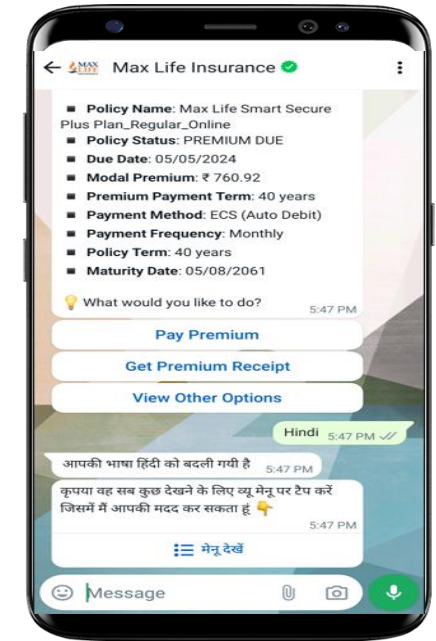 MAX LIFE Max Life Insurance
Policy Name: Max Life Smart Secure
Plus Plan_Regular_Online
Policy Status: PREMIUM DUE
Due Date: 05/05/2024
Modal Premium: ₹ 760.92
Premium Payment Term: 40 years
Payment Method: ECS (Auto Debit)
Payment Frequency: Monthly
Policy Term: 40 years
Maturity Date: 05/08/2061
💡 What would you like to do?
5:47 PM
Pay Premium
Get Premium Receipt
View Other Options
Hindi 5:47 PM
आपकी भाषा हिंदी को बदली गयी है 5:47 PM
कृपया वह सब कुछ देखने के लिए व्यू मेनू पर टैप करें
जिसमें मैं आपकी मदद कर सकता हूं 👇
5:47 PM
मेनू देखें
Message